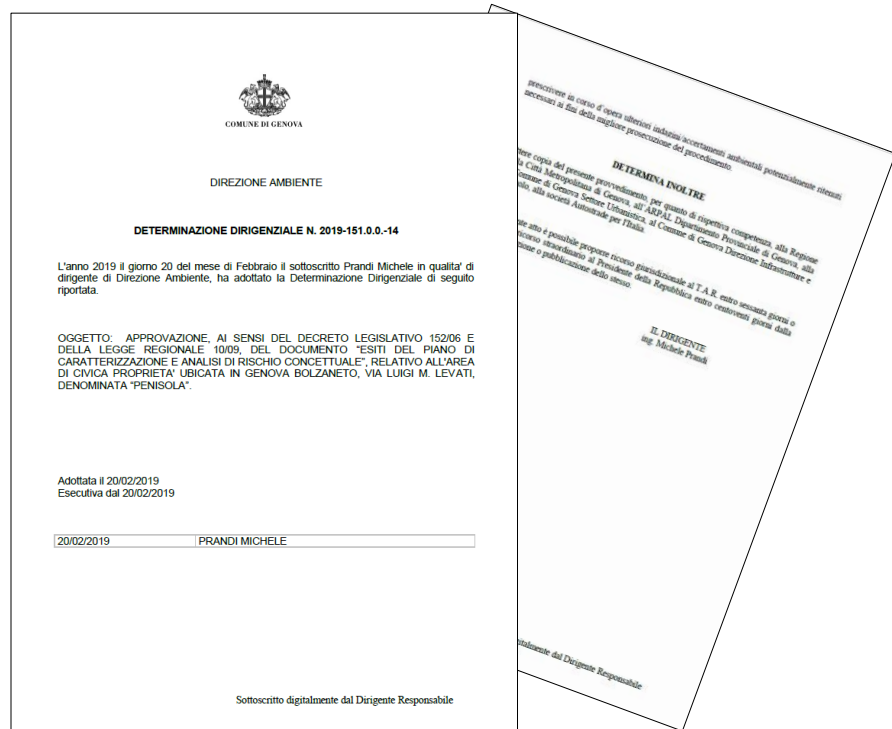 COMUNE DI GENOVA
DIREZIONE AMBIENTE
DETERMINAZIONE DIRIGENZIALE N. 2019-151.0.0.-14
L'anno 2019 il giorno 20 del mese di Febbraio il sottoscritto Prandi Michele in qualita' di
dirigente di Direzione Ambiente, ha adottato la Determinazione Dirigenziale di seguito
riportata.
OGGETTO: APPROVAZIONE, AI SENSI DEL DECRETO LEGISLATIVO 152/06 E
DELLA LEGGE REGIONALE 10/09, DEL DOCUMENTO “ESITI DEL PIANO DI
CARATTERIZZAZIONE E ANALISI DI RISCHIO CONCETTUALE”, RELATIVO ALL'AREA
DI CIVICA PROPRIETA' UBICATA IN GENOVA BOLZANETO, VIA LUIGI M. LEVATI,
DENOMINATA “PENISOLA”.
Adottata il 20/02/2019
Esecutiva dal 20/02/2019
20/02/2019 PRANDI MICHELE
Sottoscritto digitalmente dal Dirigente Responsabile
prescrivere in corso d'opera ulteriori indagini/accertamenti ambientali potenzialmente ritenuti
necessari ai fini della migliore prosecuzione del procedimento.
DETERMINA INOLTRE
copia del presente provvedimento, per quanto di rispettiva competenza, alla Regione
la Città Metropolitana di Genova, all'ARPAL Dipartimento Provinciale di Genova, alla
Comune di Genova Settore Urbanistica, al Comune di Genova Direzione Infrastrutture e
alla società Autostrade per l'Italia.
atto è possibile proporre ricorso giurisdizionale al T.A.R. entro sessanta giorni o
ricorso straordinario al Presidente della Repubblica entro centoventi giorni dalla
o pubblicazione dello stesso.
IL DIRIGENTE
ing. Michele Prandi
dal Dirigente Responsabile